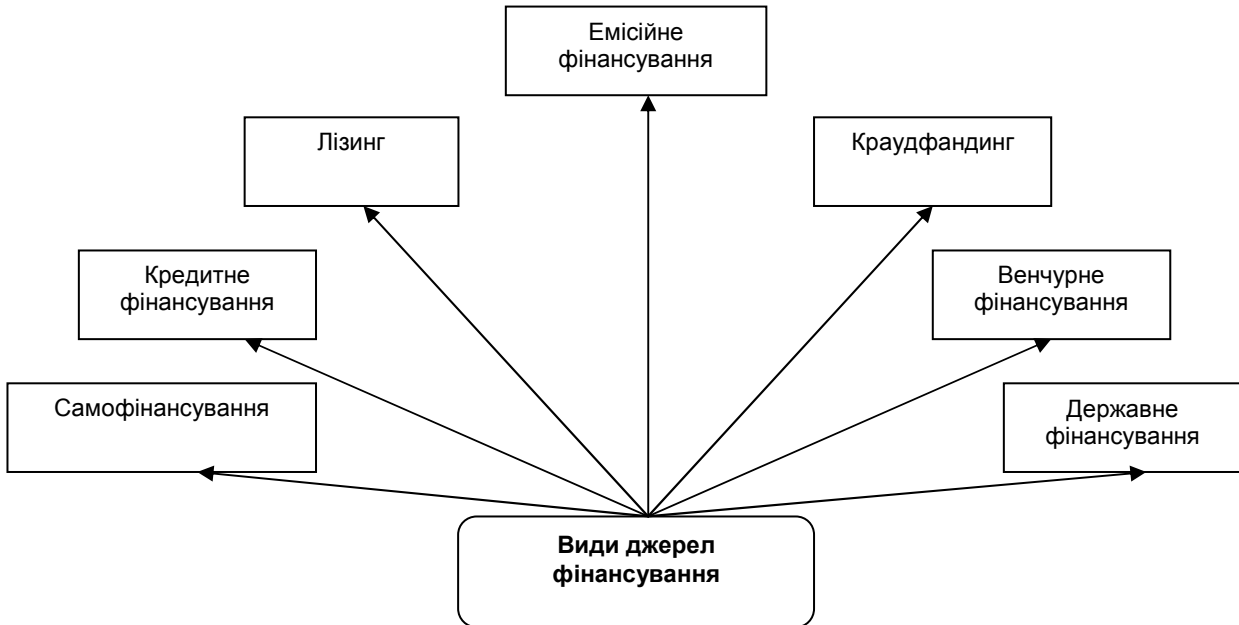 Емісійне
фінансування
Лізинг
Краудфандинг
Кредитне
фінансування
Венчурне
фінансування
Самофінансування
Державне
фінансування
Види джерел
фінансування